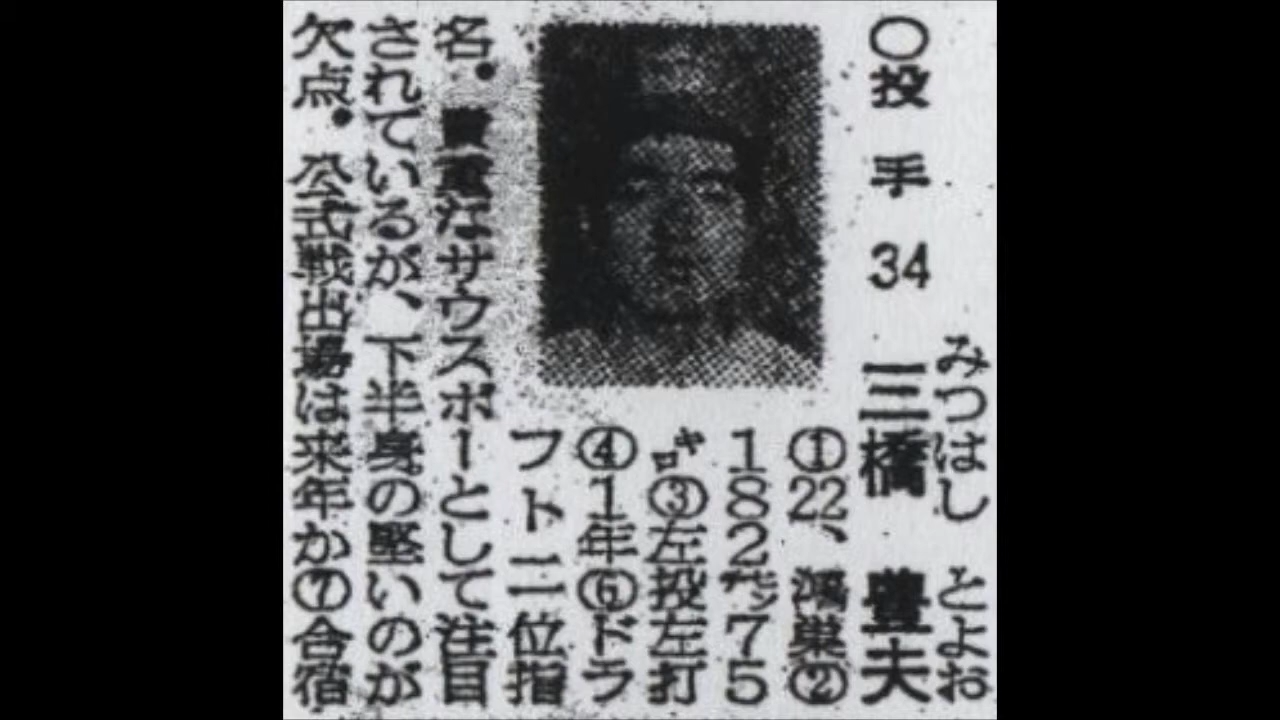 みつはし とよお
○投手 34 三橋 豊夫
①22、鴻巣②
182㌢75
㌔③左投左打
④1年⑥ドラ
フト二位指
名。貴重なサウスポーとして注目
されているが、下半身の堅いのが
欠点。公式戦出場は来年か⑦合宿